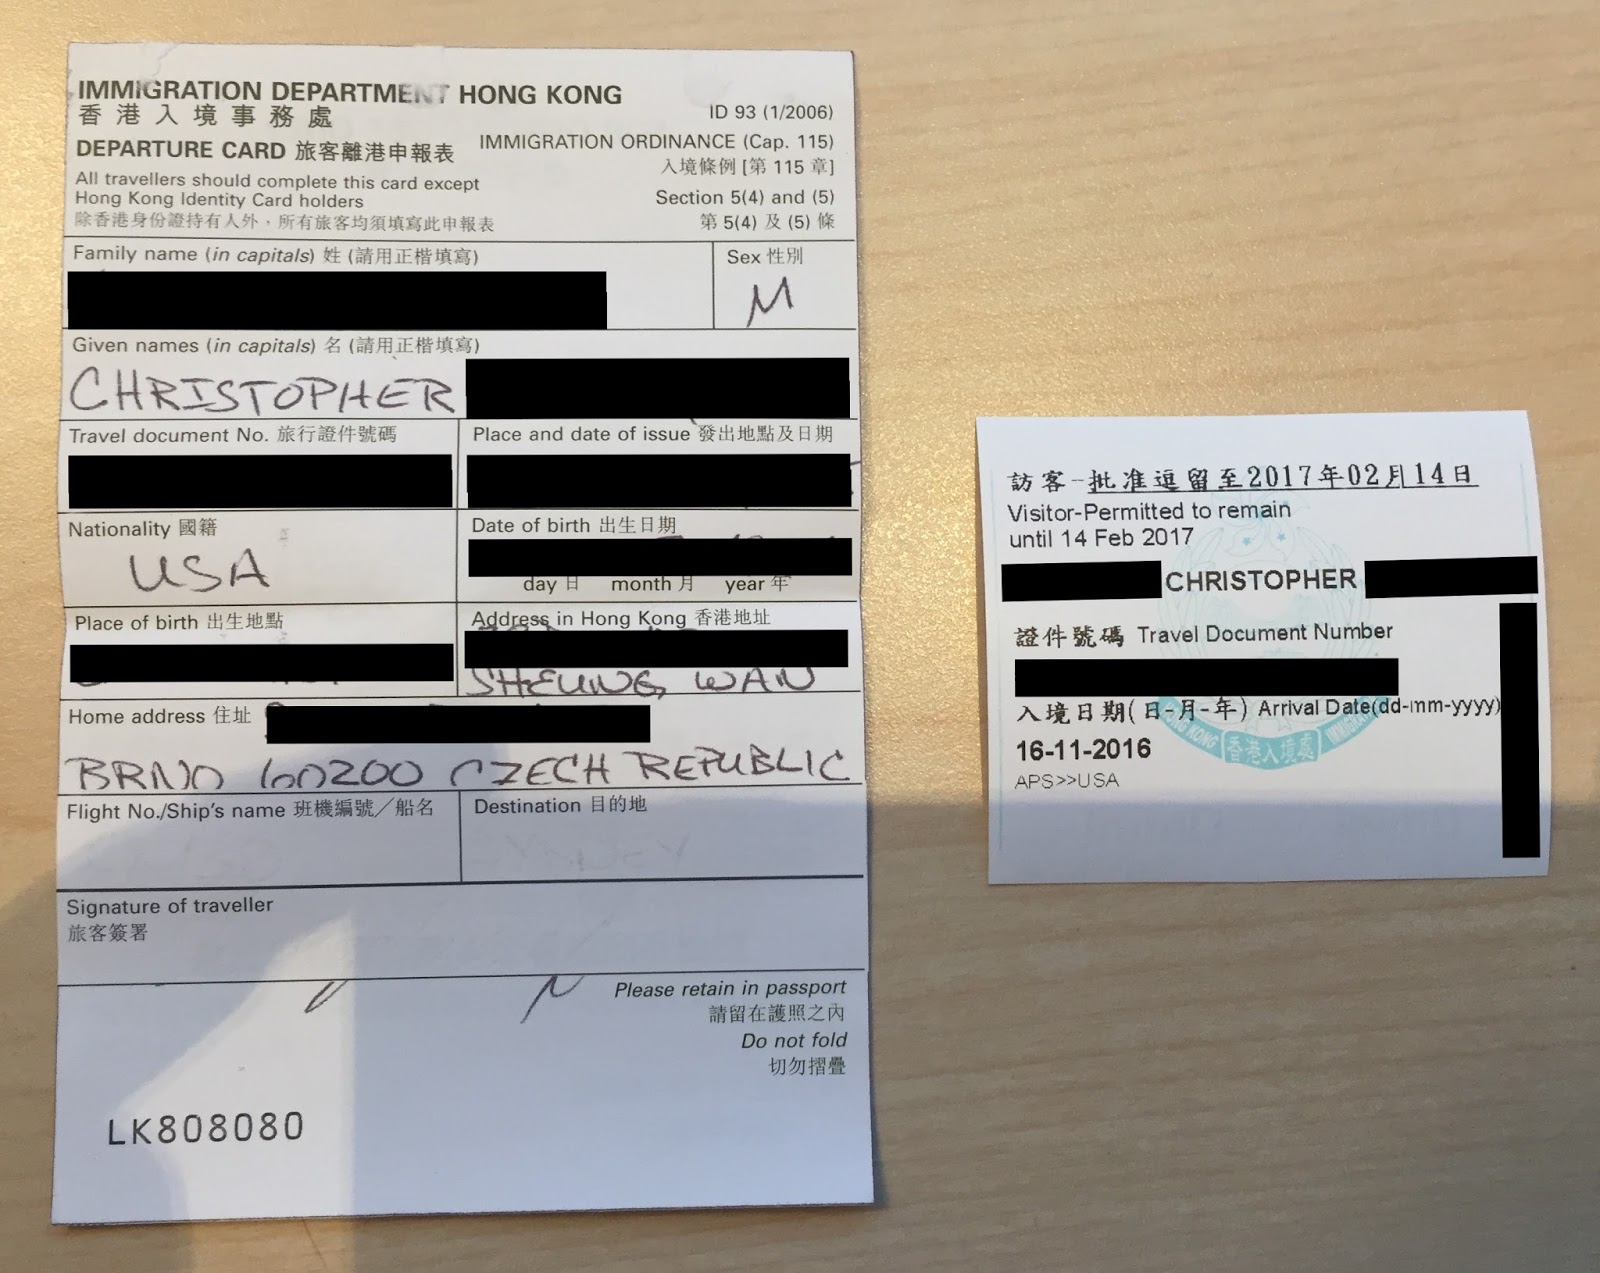 IMMIGRATION DEPARTMENT HONG KONG
香港入境事務處
ID 93 (1/2006)
DEPARTURE CARD 旅客離港申報表
IMMIGRATION ORDINANCE (Cap. 115)
入境條例 [第 115 章]
All travellers should complete this card except
Hong Kong Identity Card holders
除香港身份證持有人外，所有旅客均須填寫此申報表
Section 5(4) and (5)
第 5(4) 及 (5) 條
Family name (in capitals) 姓 (請用正楷填寫)
Sex 性別
M
Given names (in capitals) 名 (請用正楷填寫)
CHRISTOPHER
Travel document No. 旅行證件號碼
Place and date of issue 發出地點及日期
Nationality 國籍
USA
Date of birth 出生日期
day 日 month 月 year 年
Place of birth 出生地點
Address in Hong Kong 香港地址
SHEUNG WAN
Home address 住址
BRNO 60200 CZECH REPUBLIC
Flight No./Ship's name 班機編號／船名
Destination 目的地
Signature of traveller
旅客簽署
Please retain in passport
請留在護照之內
Do not fold
切勿摺疊
LK808080
訪客-批准逗留至2017年02月14日
Visitor-Permitted to remain
until 14 Feb 2017
CHRISTOPHER
證件號碼 Travel Document Number
入境日期(日-月-年) Arrival Date(dd-mm-yyyy)
16-11-2016
APS>>USA
HONG KONG 香港入境處 IMMIGRATION